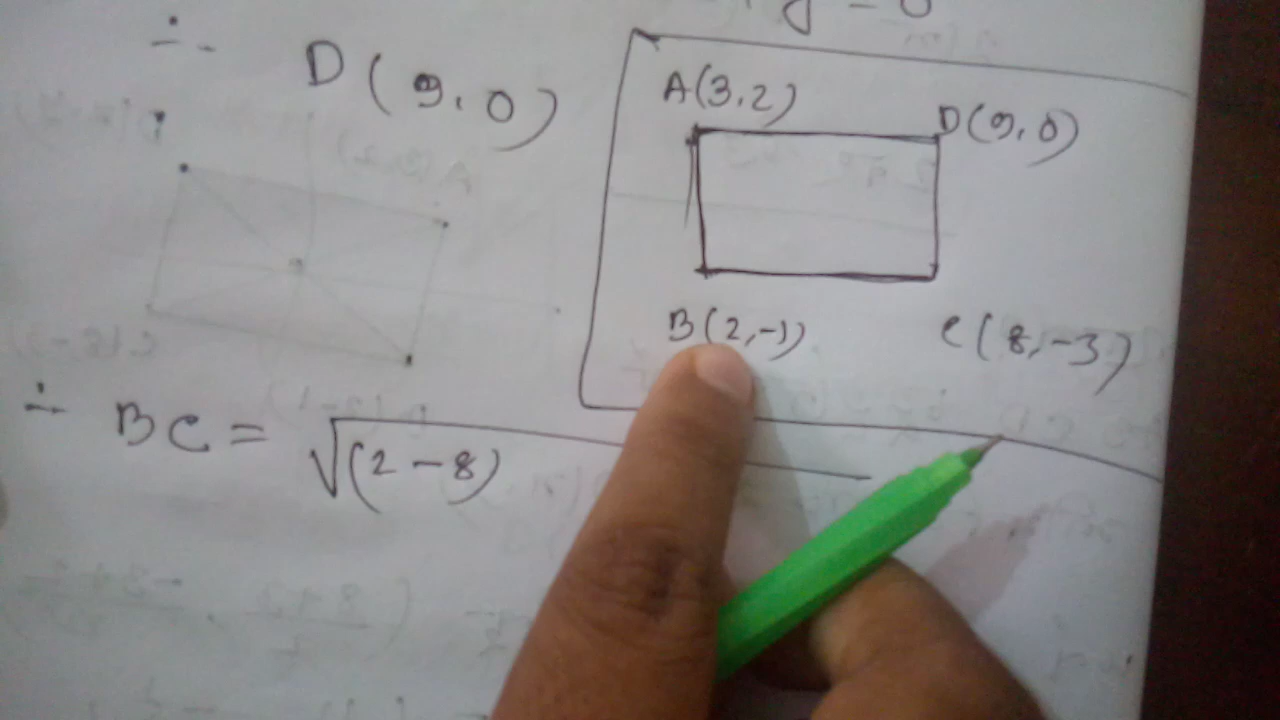 ∴ D(9,0)
A(3,2)
D(9,0)
B(2,-1)
C(8,-3)
∴ BC = √(2-8)